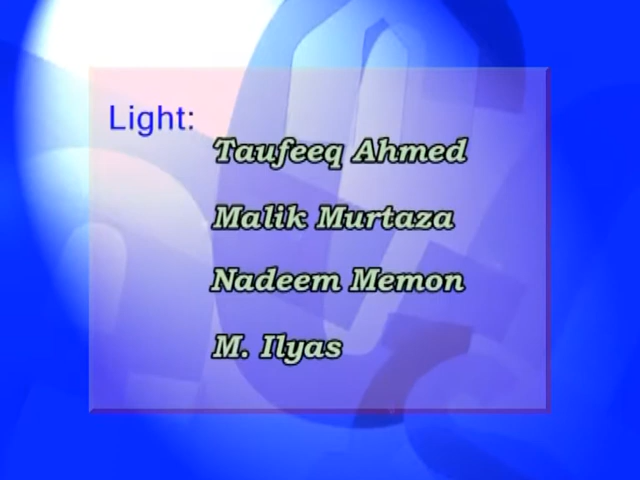 Light:
Taufeeq Ahmed
Malik Murtaza
Nadeem Memon
M. Ilyas